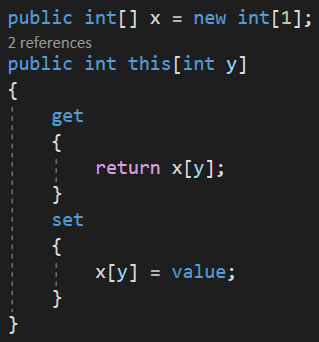 public int[] x = new int[1];
2 references
public int this[int y]
{
get
{
return x[y];
}
set
{
x[y] = value;
}
}